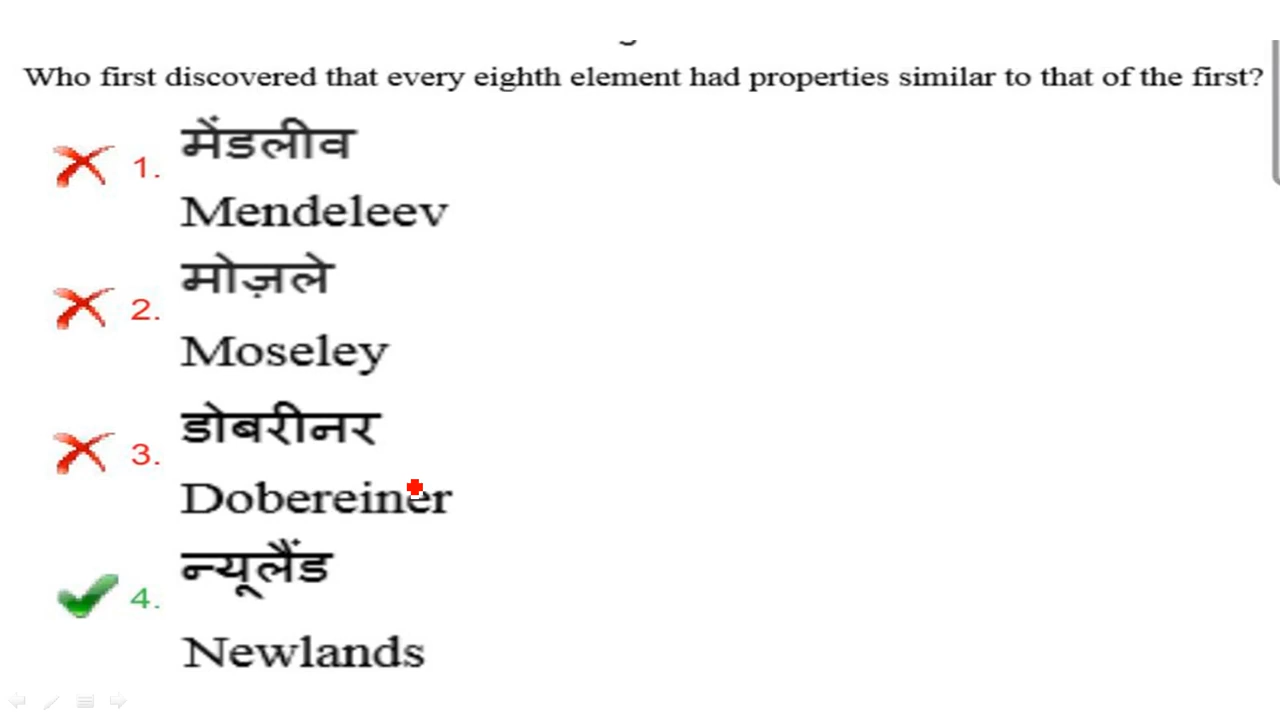 Who first discovered that every eighth element had properties similar to that of the first?
1. मेंडलीव
Mendeleev
2. मोज़ले
Moseley
3. डोबरीनर
Dobereiner
4. न्यूलैंड
Newlands